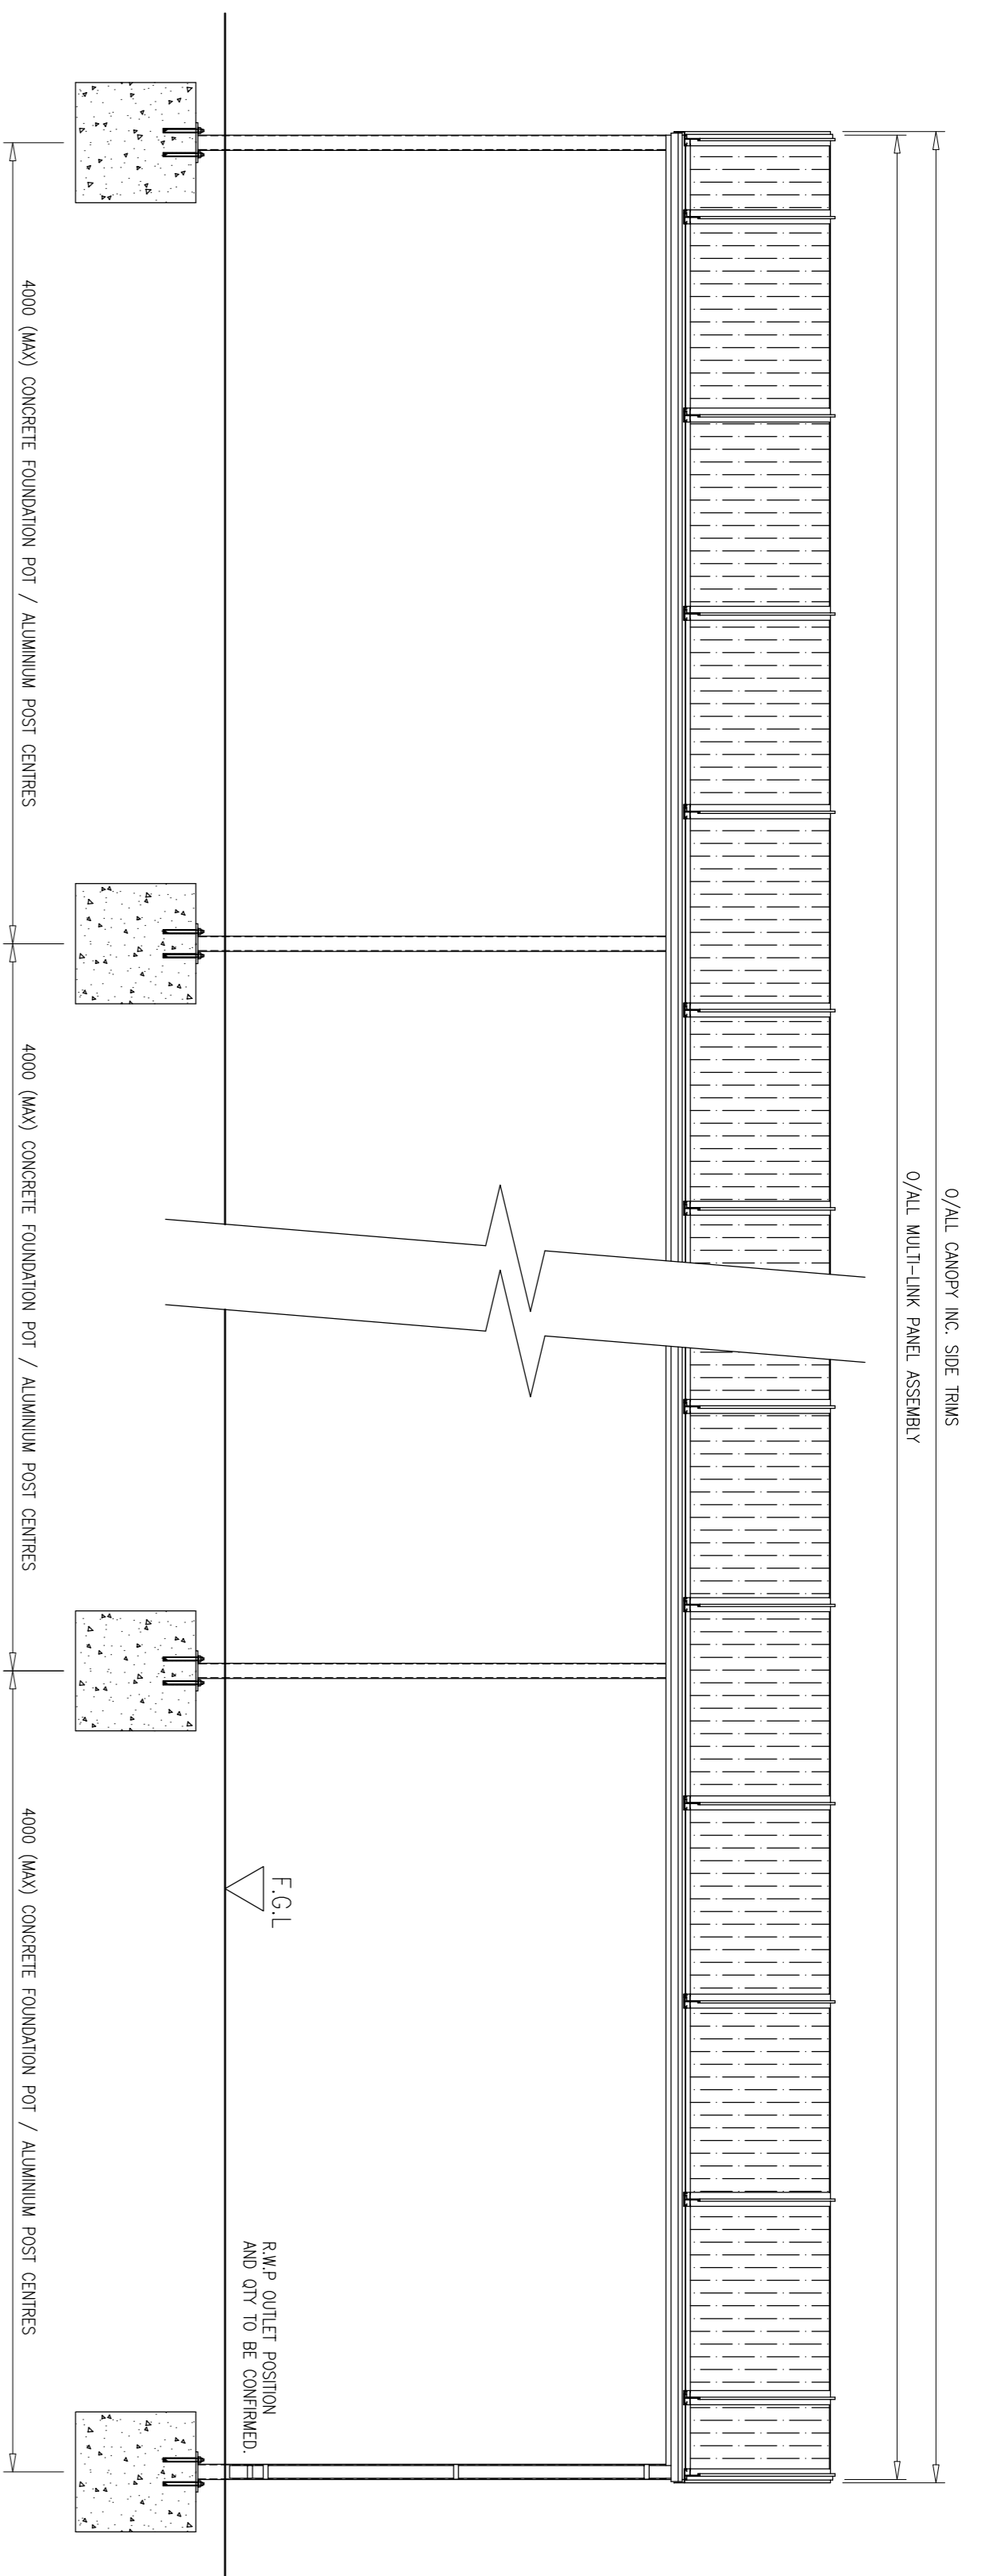 O/ALL CANOPY INC. SIDE TRIMS
O/ALL MULTI-LINK PANEL ASSEMBLY
F.G.L
R.W.P OUTLET POSITION
AND QTY TO BE CONFIRMED.
4000 (MAX) CONCRETE FOUNDATION POT / ALUMINIUM POST CENTRES
4000 (MAX) CONCRETE FOUNDATION POT / ALUMINIUM POST CENTRES
4000 (MAX) CONCRETE FOUNDATION POT / ALUMINIUM POST CENTRES